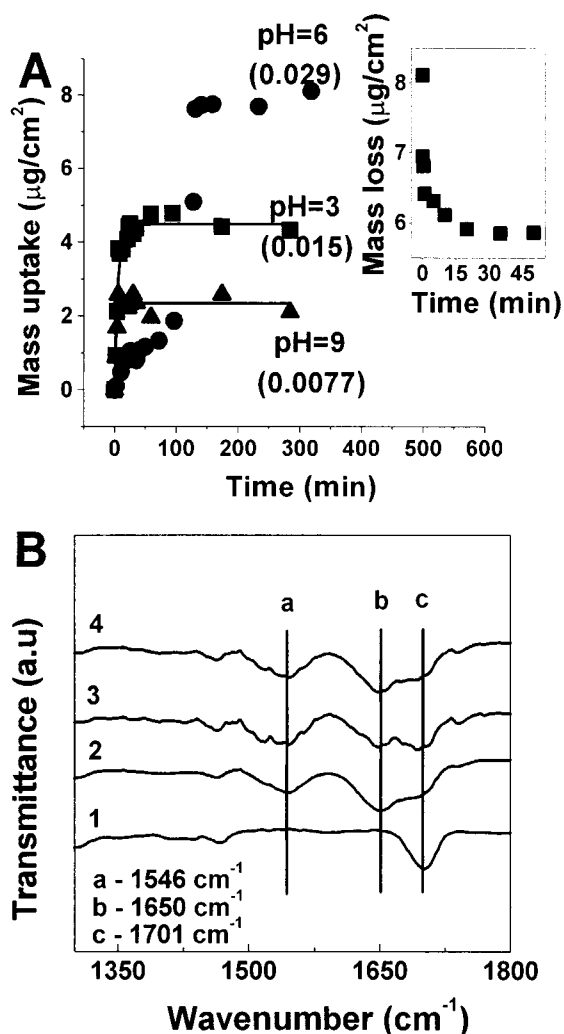 A
pH=6
(0.029)
pH=3
(0.015)
pH=9
(0.0077)
Mass uptake (μg/cm²)
8
6
4
2
0
0 100 200 300 400 500 600
Time (min)
Mass loss (μg/cm²)
8
7
6
0 15 30 45
Time (min)
B
a b c
4
3
2
1
a - 1546 cm⁻¹
b - 1650 cm⁻¹
c - 1701 cm⁻¹
Transmittance (a.u)
1350 1500 1650 1800
Wavenumber (cm⁻¹)